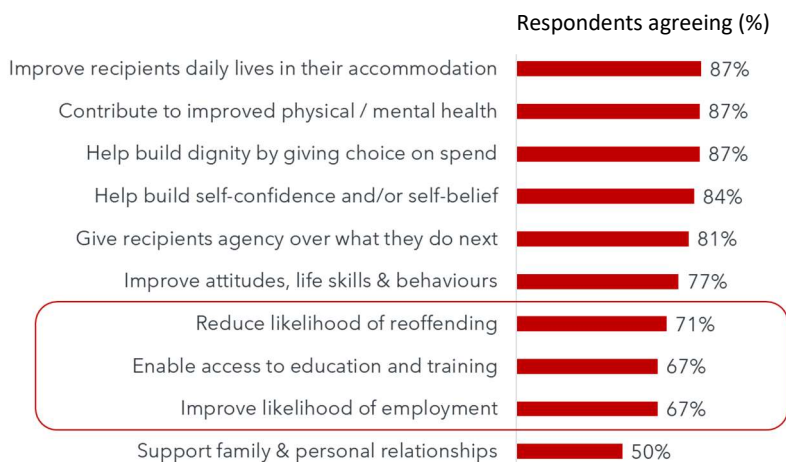 Respondents agreeing (%)
Improve recipients daily lives in their accommodation 87%
Contribute to improved physical / mental health 87%
Help build dignity by giving choice on spend 87%
Help build self-confidence and/or self-belief 84%
Give recipients agency over what they do next 81%
Improve attitudes, life skills & behaviours 77%
Reduce likelihood of reoffending 71%
Enable access to education and training 67%
Improve likelihood of employment 67%
Support family & personal relationships 50%